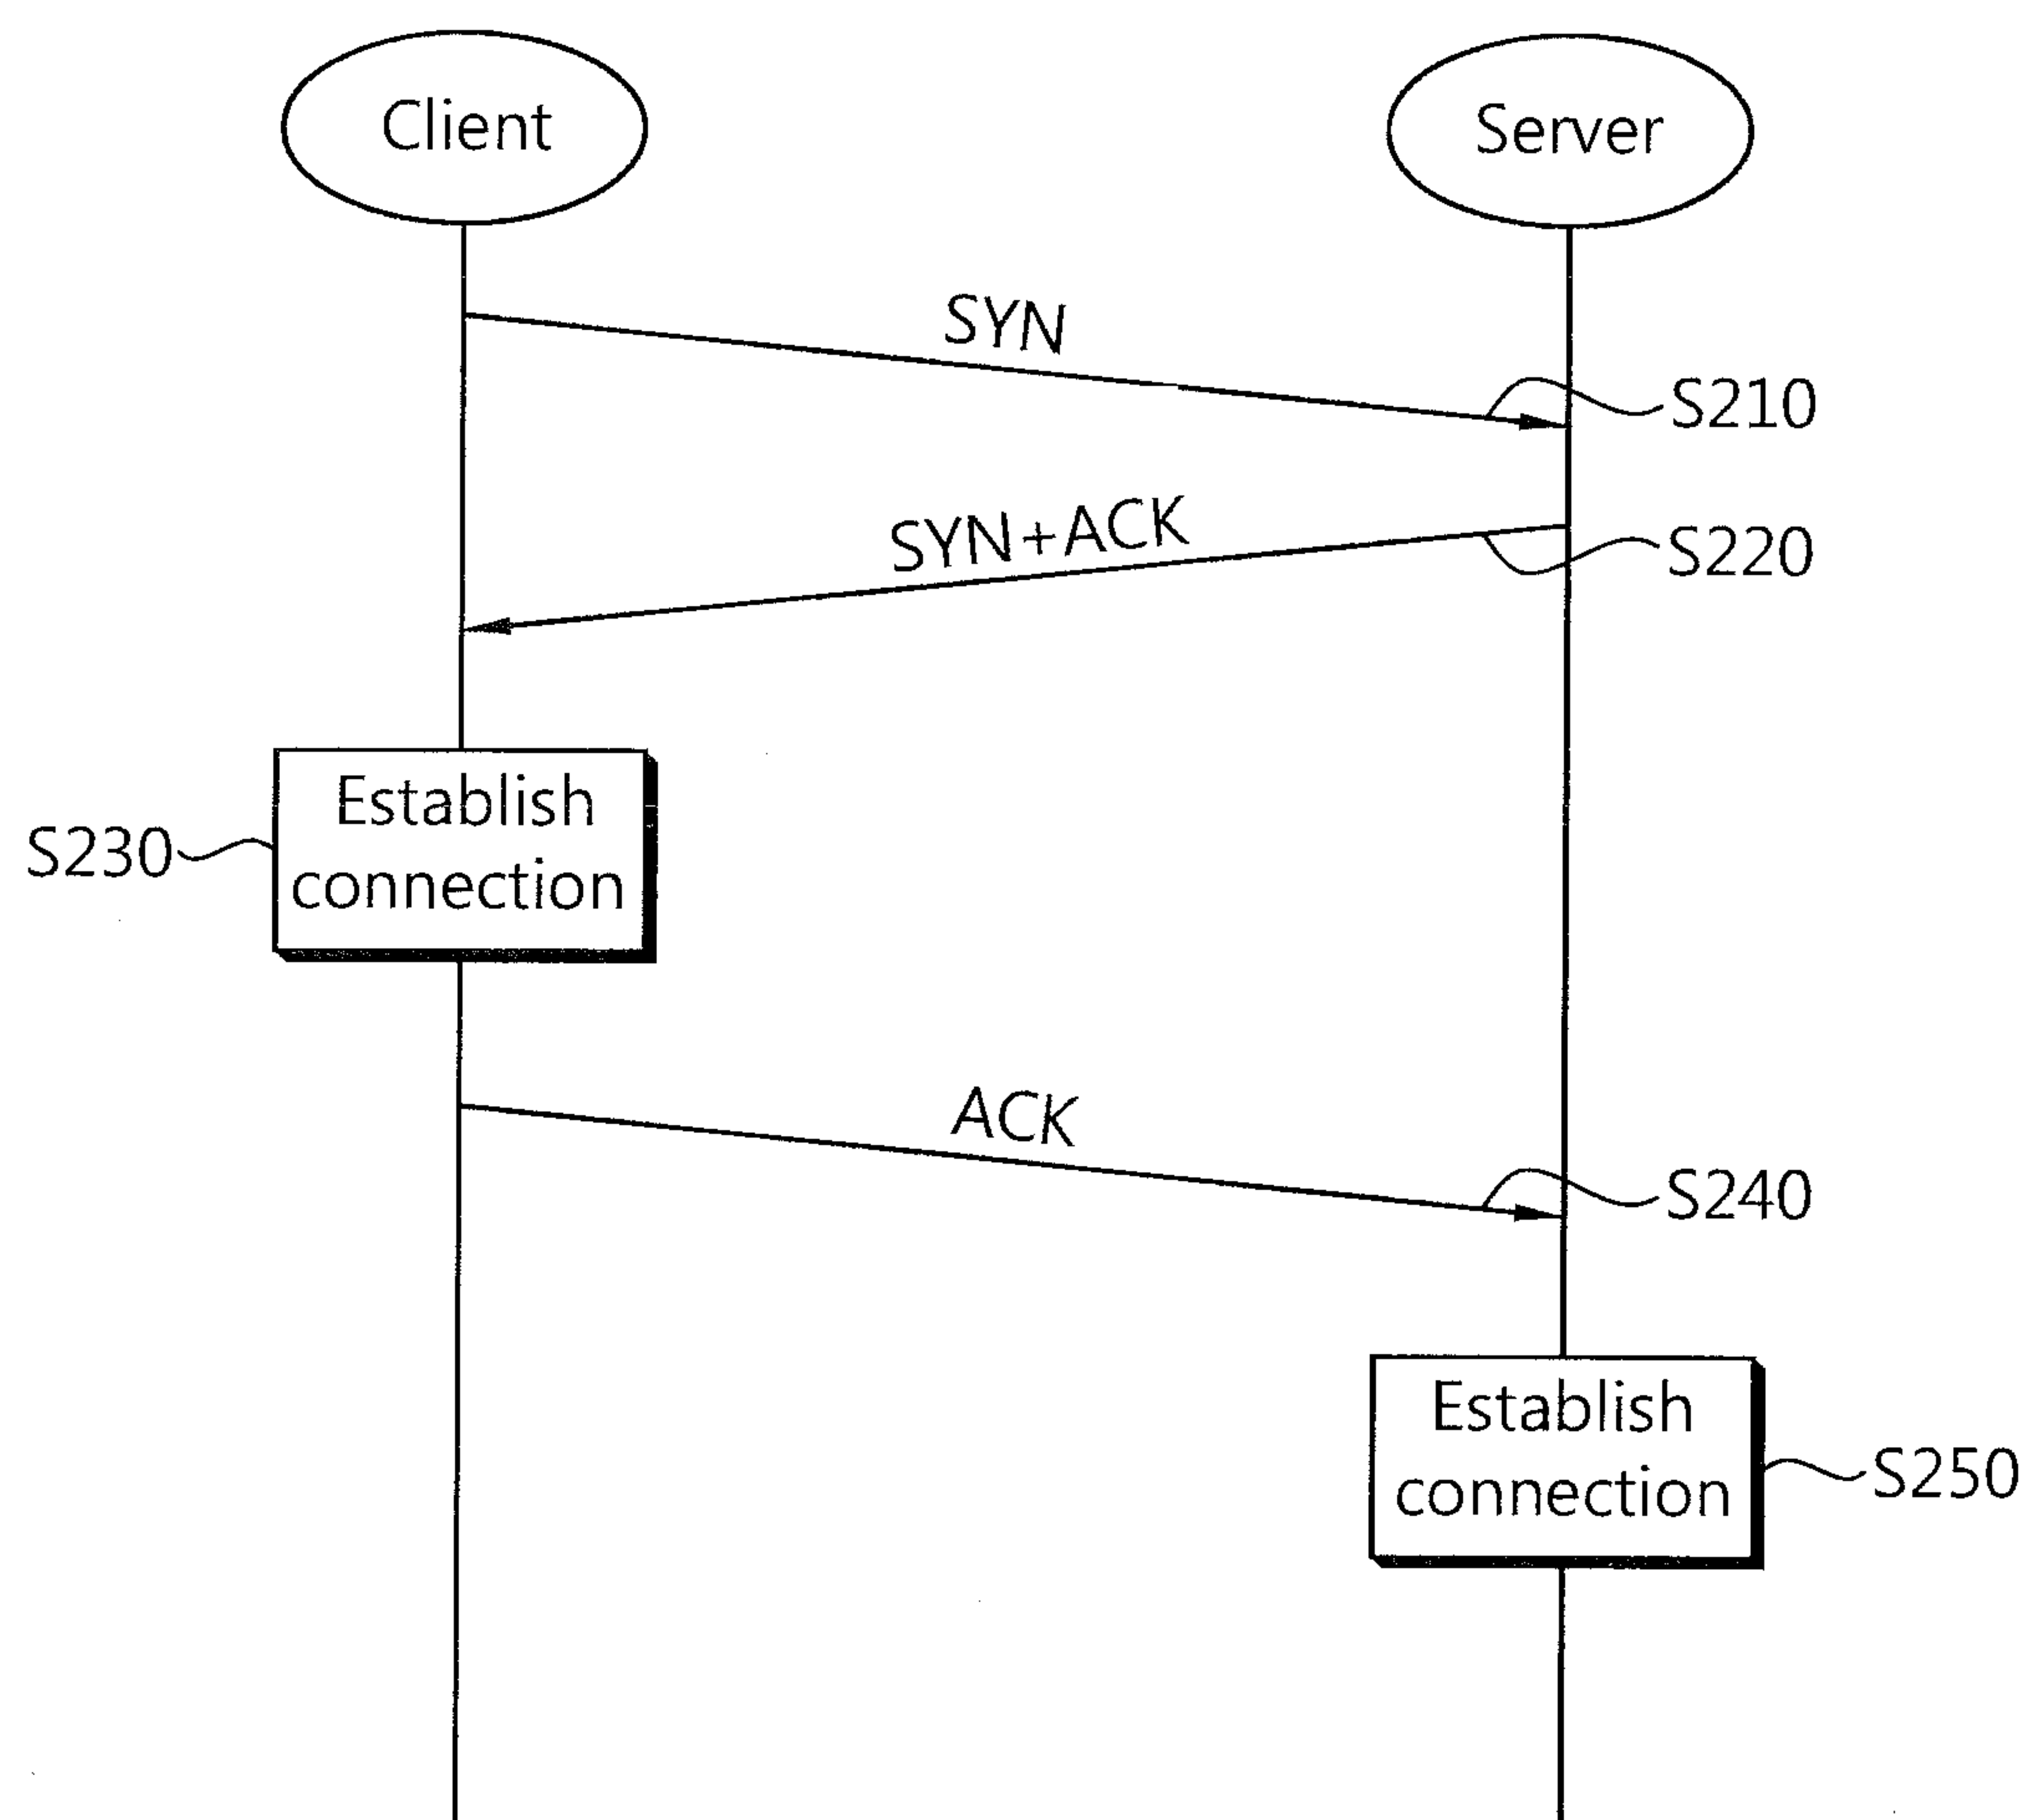 Client
Server
SYN
S210
SYN+ACK
S220
Establish
connection
S230
ACK
S240
Establish
connection
S250